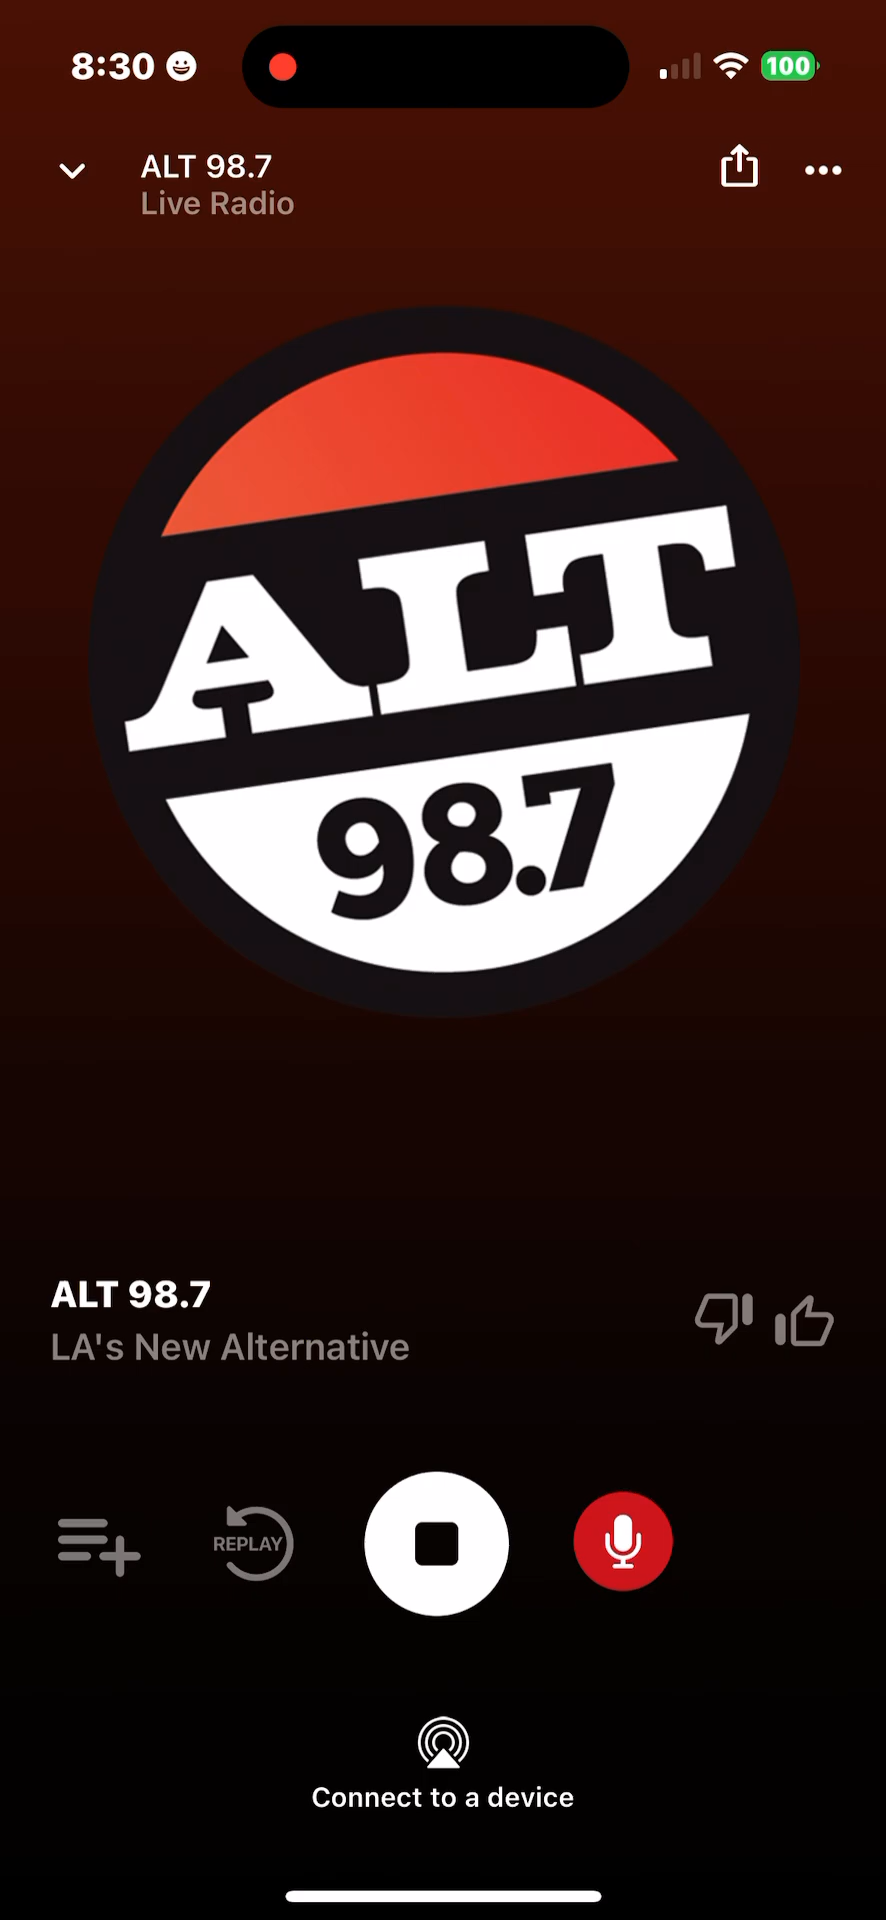 8:30
100
ALT 98.7
Live Radio
ALT
98.7
ALT 98.7
LA's New Alternative
REPLAY
Connect to a device